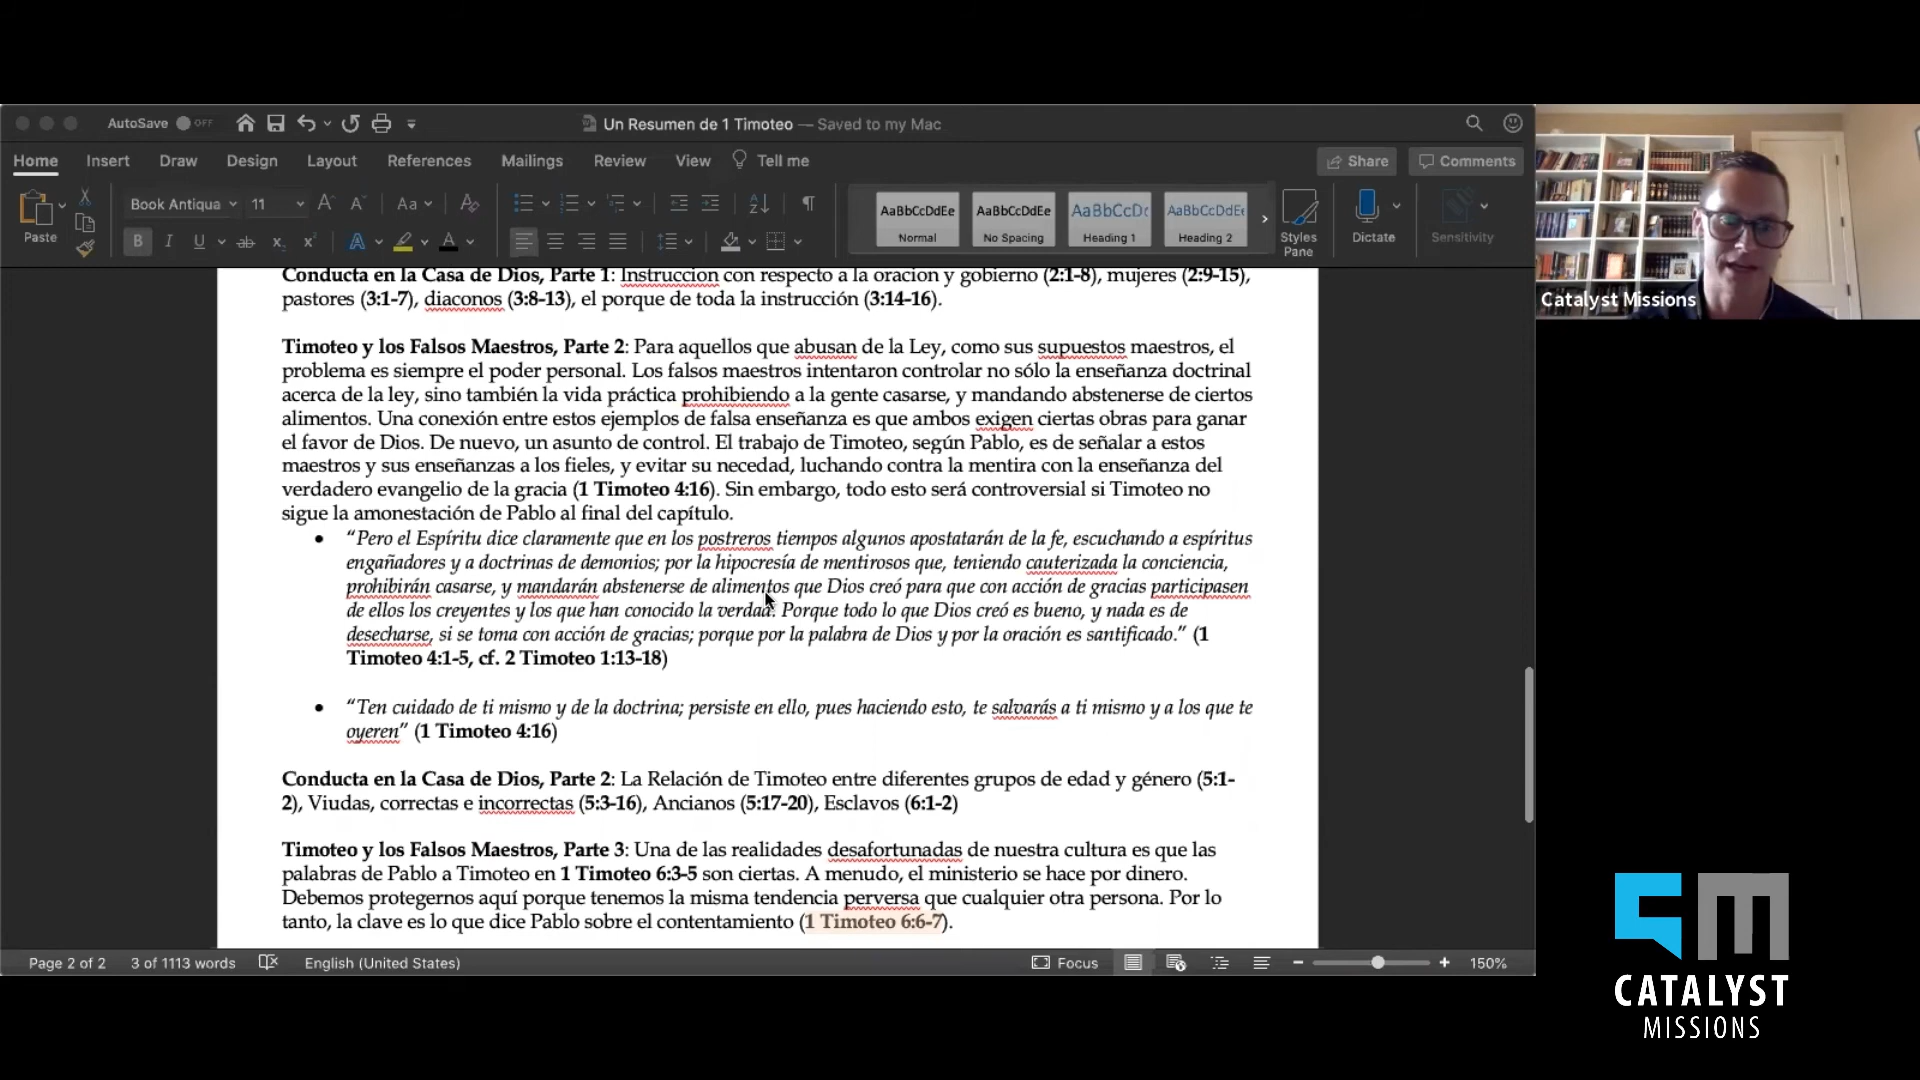 AutoSave OFF
Un Resumen de 1 Timoteo — Saved to my Mac
Home Insert Draw Design Layout References Mailings Review View Tell me
Share Comments
Paste
Book Antiqua 11
AaBbCcDdEe AaBbCcDdEe AaBbCcDc AaBbCcDdEe
Normal No Spacing Heading 1 Heading 2
Styles Pane
Dictate
Sensitivity
Conducta en la Casa de Dios, Parte 1: Instruccion con respecto a la oracion y gobierno (2:1-8), mujeres (2:9-15),
pastores (3:1-7), diaconos (3:8-13), el porque de toda la instrucción (3:14-16).
Timoteo y los Falsos Maestros, Parte 2: Para aquellos que abusan de la Ley, como sus supuestos maestros, el
problema es siempre el poder personal. Los falsos maestros intentaron controlar no sólo la enseñanza doctrinal
acerca de la ley, sino también la vida práctica prohibiendo a la gente casarse, y mandando abstenerse de ciertos
alimentos. Una conexión entre estos ejemplos de falsa enseñanza es que ambos exigen ciertas obras para ganar
el favor de Dios. De nuevo, un asunto de control. El trabajo de Timoteo, según Pablo, es de señalar a estos
maestros y sus enseñanzas a los fieles, y evitar su necedad, luchando contra la mentira con la enseñanza del
verdadero evangelio de la gracia (1 Timoteo 4:16). Sin embargo, todo esto será controversial si Timoteo no
sigue la amonestación de Pablo al final del capítulo.
• “Pero el Espíritu dice claramente que en los postreros tiempos algunos apostatarán de la fe, escuchando a espíritus
engañadores y a doctrinas de demonios; por la hipocresía de mentirosos que, teniendo cauterizada la conciencia,
prohibirán casarse, y mandarán abstenerse de alimentos que Dios creó para que con acción de gracias participasen
de ellos los creyentes y los que han conocido la verdad. Porque todo lo que Dios creó es bueno, y nada es de
desecharse, si se toma con acción de gracias; porque por la palabra de Dios y por la oración es santificado.” (1
Timoteo 4:1-5, cf. 2 Timoteo 1:13-18)
• “Ten cuidado de ti mismo y de la doctrina; persiste en ello, pues haciendo esto, te salvarás a ti mismo y a los que te
oyeren” (1 Timoteo 4:16)
Conducta en la Casa de Dios, Parte 2: La Relación de Timoteo entre diferentes grupos de edad y género (5:1-
2), Viudas, correctas e incorrectas (5:3-16), Ancianos (5:17-20), Esclavos (6:1-2)
Timoteo y los Falsos Maestros, Parte 3: Una de las realidades desafortunadas de nuestra cultura es que las
palabras de Pablo a Timoteo en 1 Timoteo 6:3-5 son ciertas. A menudo, el ministerio se hace por dinero.
Debemos protegernos aquí porque tenemos la misma tendencia perversa que cualquier otra persona. Por lo
tanto, la clave es lo que dice Pablo sobre el contentamiento (1 Timoteo 6:6-7).
Page 2 of 2 3 of 1113 words English (United States) Focus 150%
Catalyst Missions
CATALYST
MISSIONS